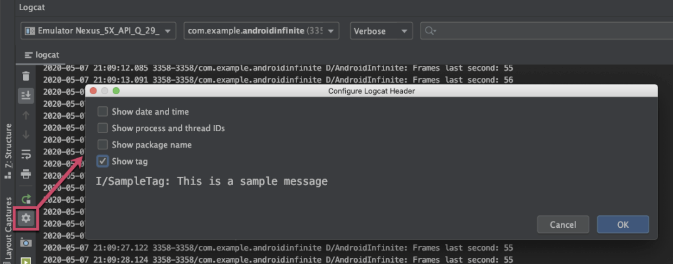 Logcat
Emulator Nexus_5X_API_Q_29_
com.example.androidinfinite (335
Verbose
logcat
2020-05-07 21:09:12.085 3358-3358/com.example.androidinfinite D/AndroidInfinite: Frames last second: 55
2020-05-07 21:09:13.091 3358-3358/com.example.androidinfinite D/AndroidInfinite: Frames last second: 56
Configure Logcat Header
Show date and time
Show process and thread IDs
Show package name
Show tag
I/SampleTag: This is a sample message
Cancel
OK
2020-05-07 21:09:27.122 3358-3358/com.example.androidinfinite D/AndroidInfinite: Frames last second: 55
2020-05-07 21:09:28.124 3358-3358/com.example.androidinfinite D/AndroidInfinite: Frames last second: 55
2020-05-0
2020-05-0
2020-05-0
2020-05-0
2020-05-0
2020-05-0
2020-05-0
2020-05-0
2020-05-0
2020-05-0
2020-05-0
Z: Structure
Layout Captures